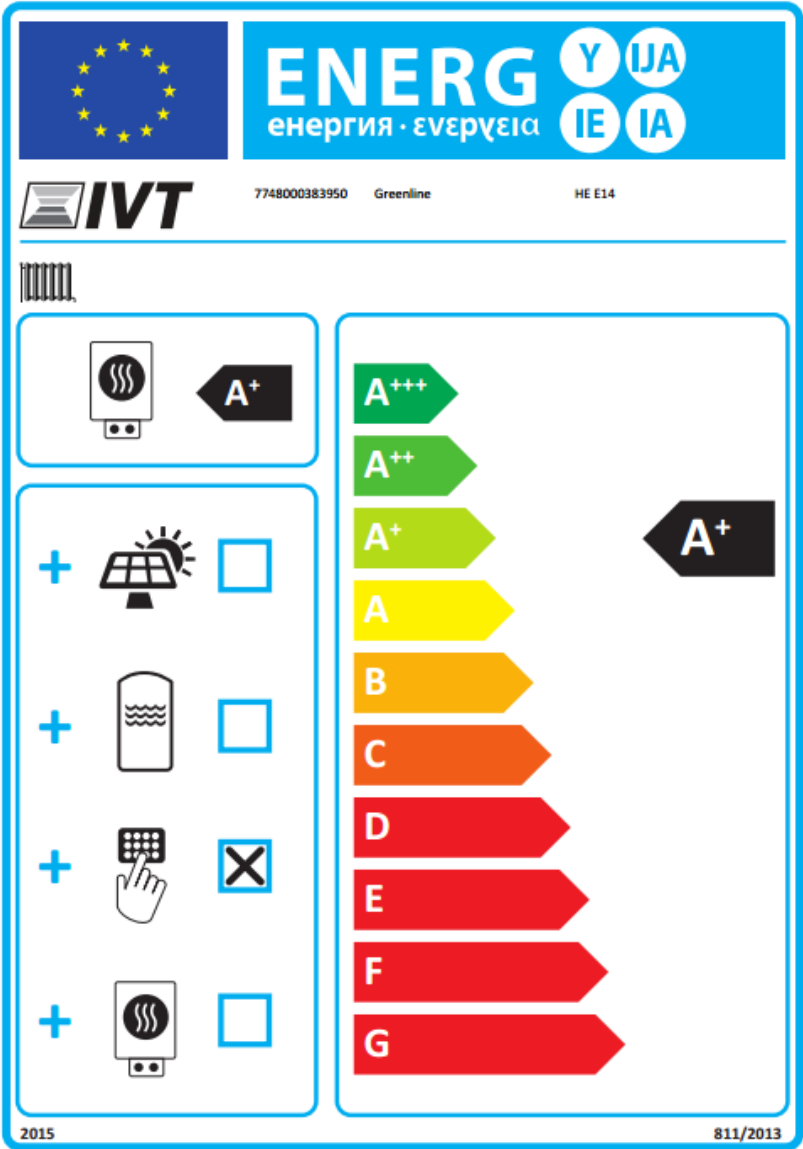 ENERG Y IJA
енергия · ενεργεια IE IA
IVT 7748000383950 Greenline HE E14
A+
A+++
A++
A+
A+
A
B
C
D
E
F
G
2015 811/2013